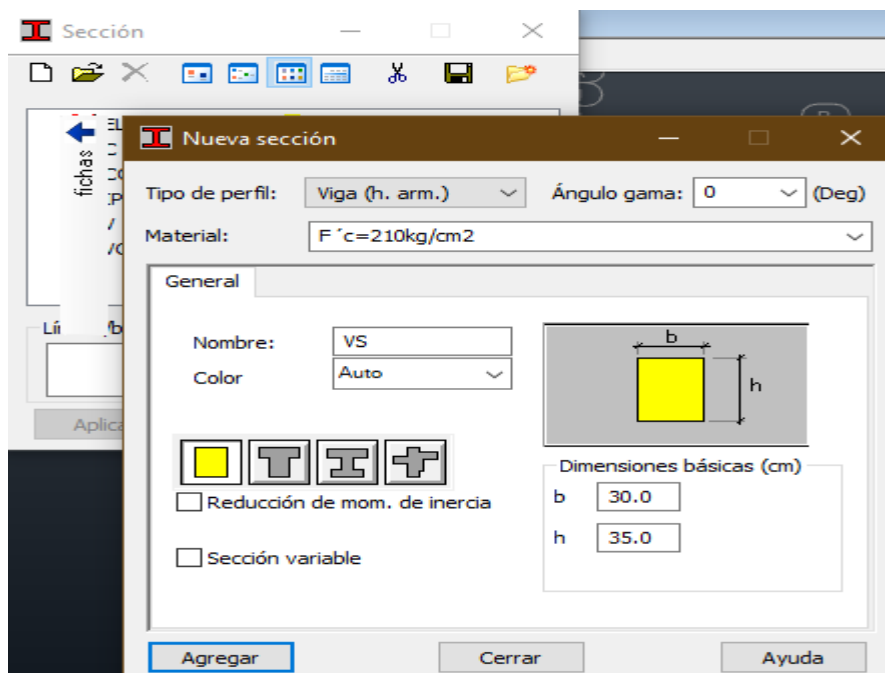 Sección
fichas
Nueva sección
Tipo de perfil: Viga (h. arm.) Ángulo gama: 0 (Deg)
Material: F´c=210kg/cm2
General
Nombre: VS
Color Auto
b
h
Reducción de mom. de inercia
Sección variable
Dimensiones básicas (cm)
b 30.0
h 35.0
Aplica
Agregar Cerrar Ayuda